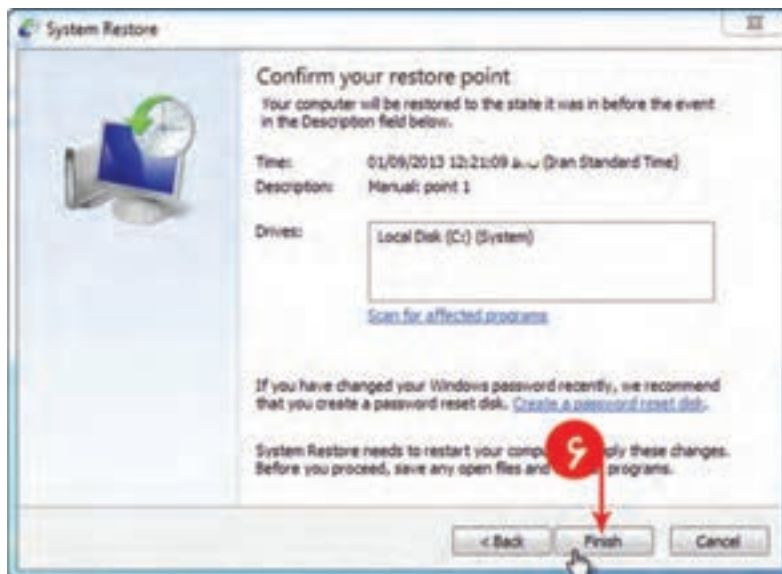 System Restore
Confirm your restore point
Your computer will be restored to the state it was in before the event
in the Description field below.
Time: 01/09/2013 12:21:09 ب.ظ (Iran Standard Time)
Description: Manual: point 1
Drives: Local Disk (C:) (System)
Scan for affected programs
If you have changed your Windows password recently, we recommend
that you create a password reset disk. Create a password reset disk.
System Restore needs to restart your these changes.
Before you proceed, save any open files and programs.
۶
< Back Finish Cancel